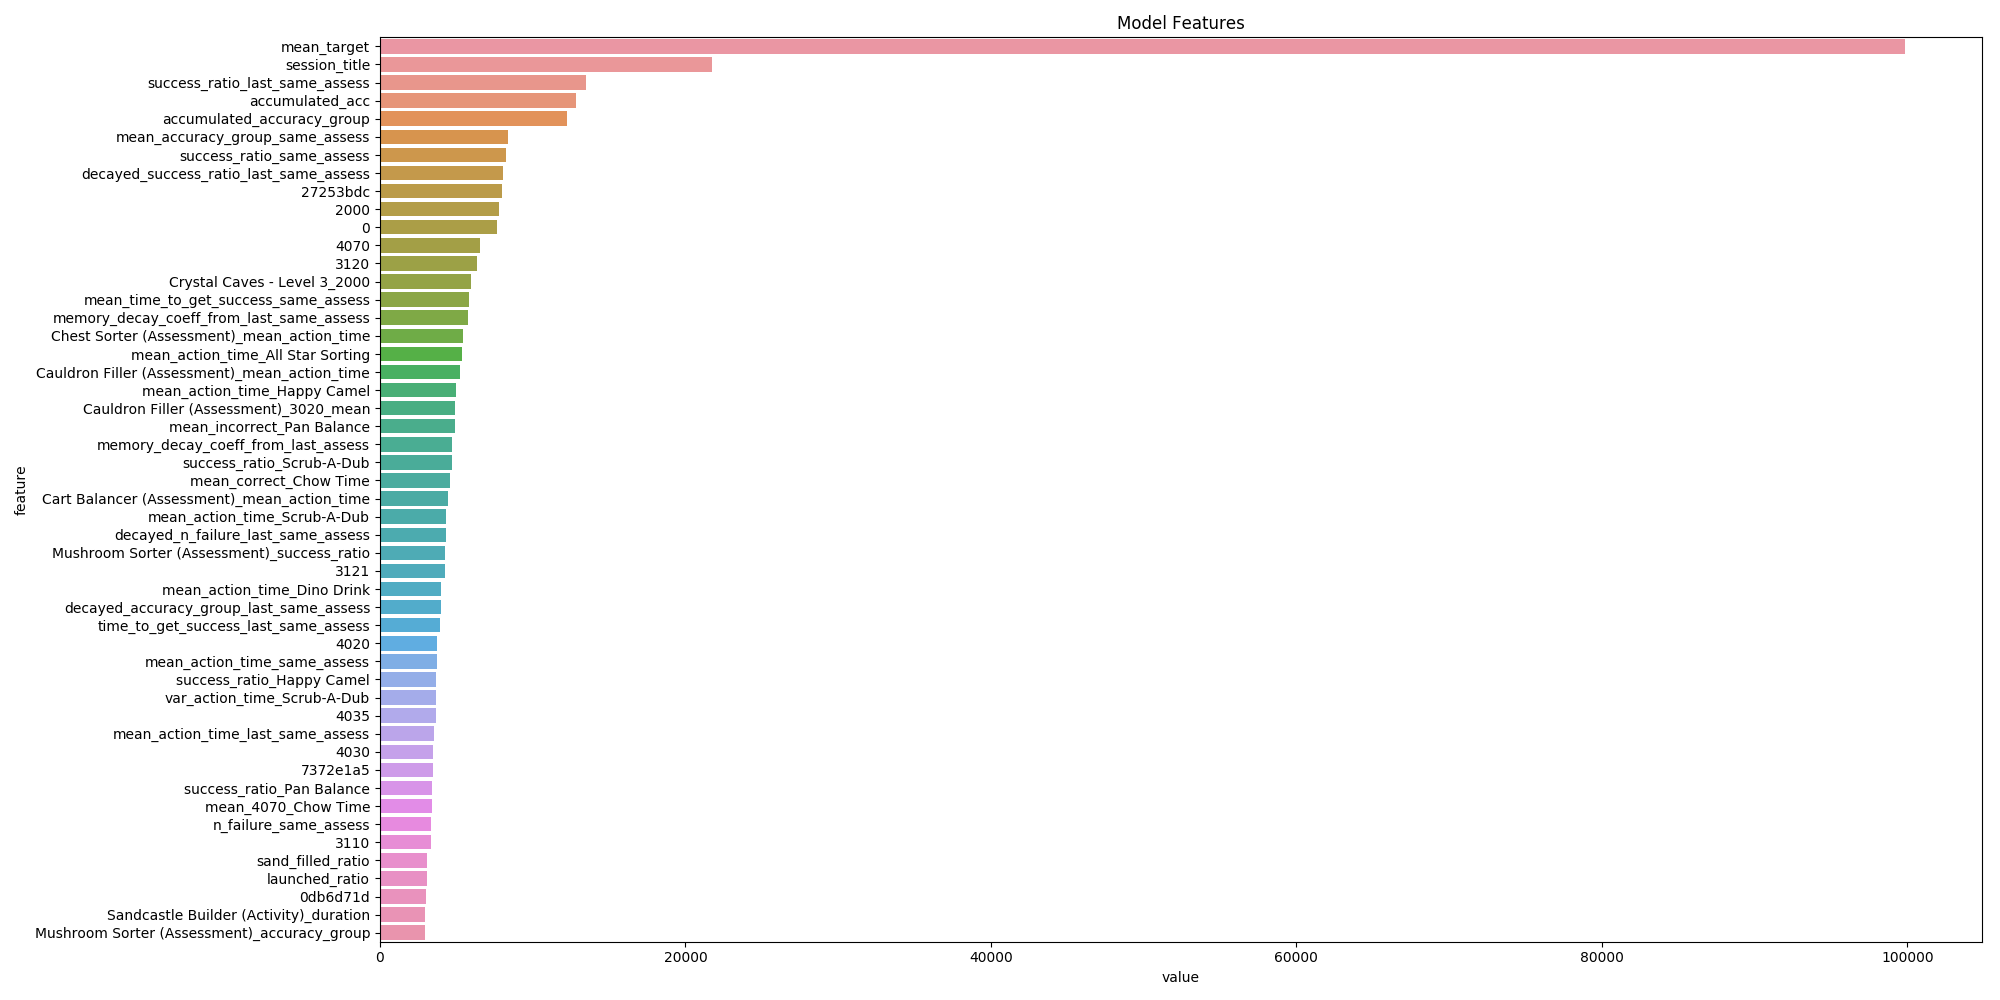 Model Features
mean_target
session_title
success_ratio_last_same_assess
accumulated_acc
accumulated_accuracy_group
mean_accuracy_group_same_assess
success_ratio_same_assess
decayed_success_ratio_last_same_assess
27253bdc
2000
0
4070
3120
Crystal Caves - Level 3_2000
mean_time_to_get_success_same_assess
memory_decay_coeff_from_last_same_assess
Chest Sorter (Assessment)_mean_action_time
mean_action_time_All Star Sorting
Cauldron Filler (Assessment)_mean_action_time
mean_action_time_Happy Camel
Cauldron Filler (Assessment)_3020_mean
mean_incorrect_Pan Balance
memory_decay_coeff_from_last_assess
success_ratio_Scrub-A-Dub
mean_correct_Chow Time
Cart Balancer (Assessment)_mean_action_time
mean_action_time_Scrub-A-Dub
decayed_n_failure_last_same_assess
Mushroom Sorter (Assessment)_success_ratio
3121
mean_action_time_Dino Drink
decayed_accuracy_group_last_same_assess
time_to_get_success_last_same_assess
4020
mean_action_time_same_assess
success_ratio_Happy Camel
var_action_time_Scrub-A-Dub
4035
mean_action_time_last_same_assess
4030
7372e1a5
success_ratio_Pan Balance
mean_4070_Chow Time
n_failure_same_assess
3110
sand_filled_ratio
launched_ratio
0db6d71d
Sandcastle Builder (Activity)_duration
Mushroom Sorter (Assessment)_accuracy_group
feature
0 20000 40000 60000 80000 100000
value